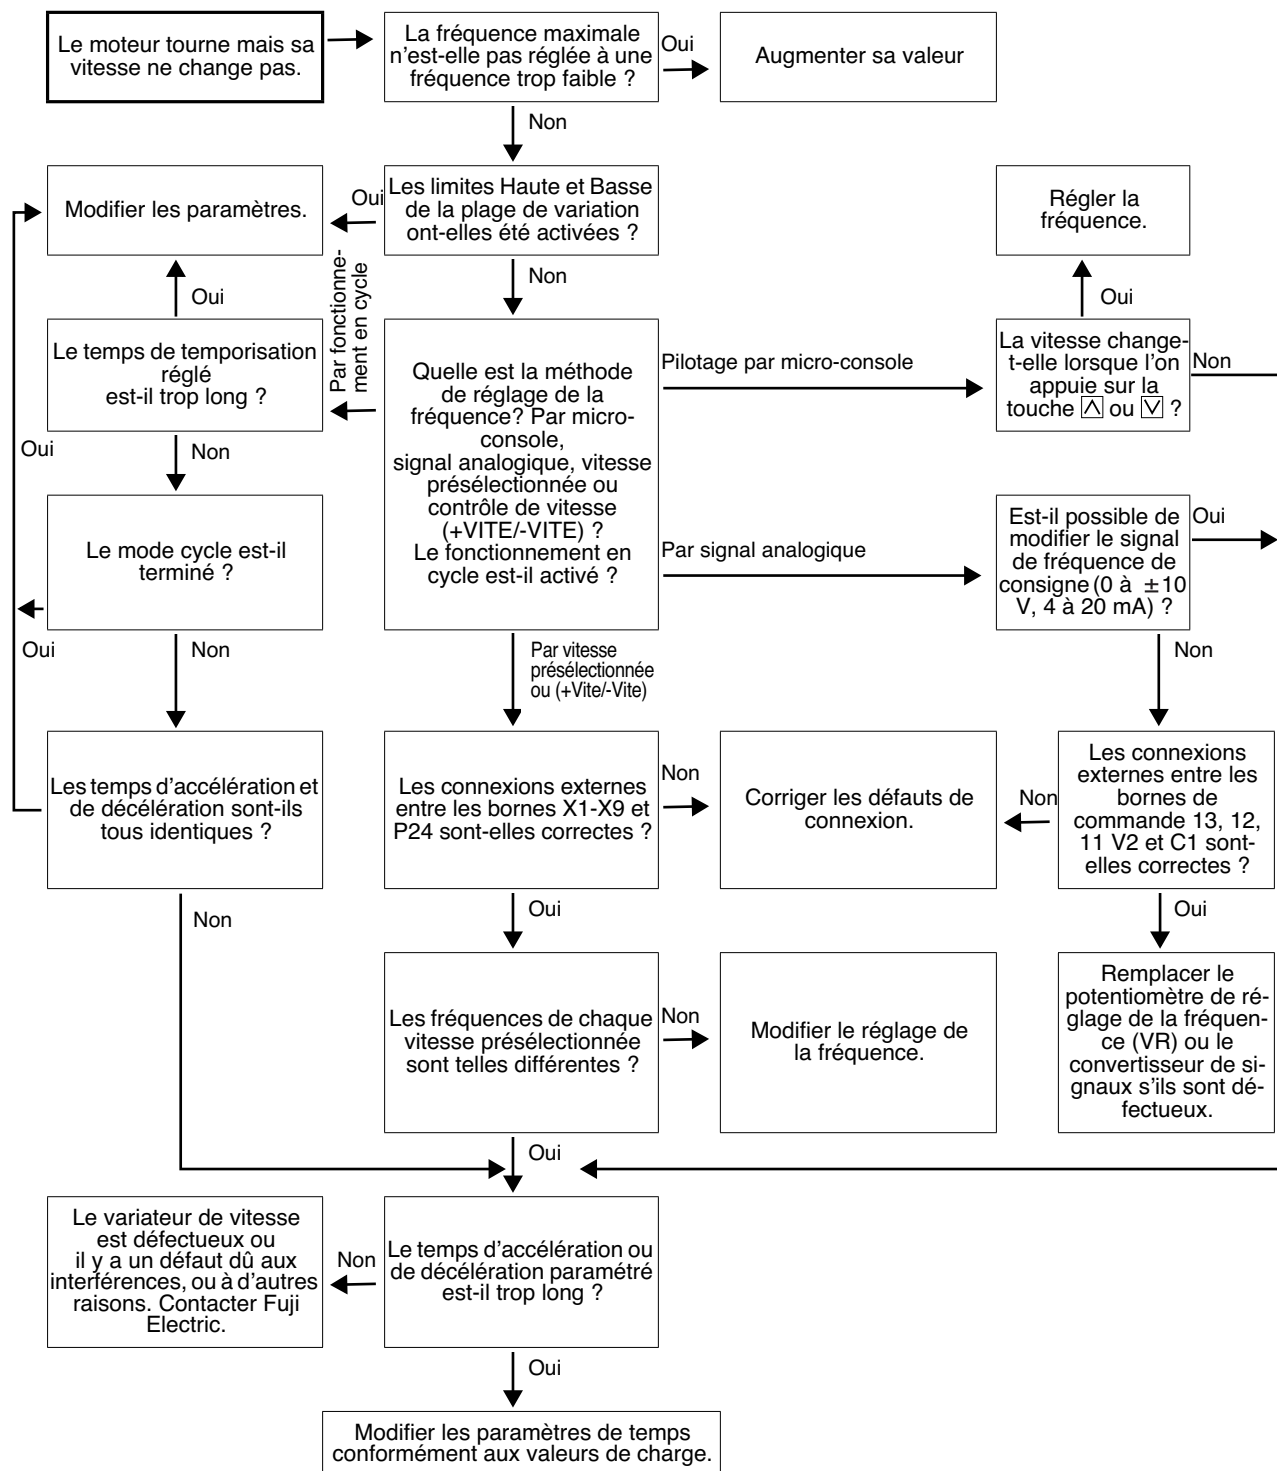 Le moteur tourne mais sa
vitesse ne change pas.
La fréquence maximale
n'est-elle pas réglée à une
fréquence trop faible ?
Oui
Augmenter sa valeur
Non
Modifier les paramètres.
Oui
Les limites Haute et Basse
de la plage de variation
ont-elles été activées ?
Régler la
fréquence.
Oui
Par fonctionne-
ment en cycle
Non
Oui
Le temps de temporisation
réglé
est-il trop long ?
Quelle est la méthode
de réglage de la
fréquence? Par micro-
console,
signal analogique, vitesse
présélectionnée ou
contrôle de vitesse
(+VITE/-VITE) ?
Le fonctionnement en
cycle est-il activé ?
Pilotage par micro-console
La vitesse change-
t-elle lorsque l'on
appuie sur la
touche ∧ ou ∨ ?
Non
Oui
Non
Le mode cycle est-il
terminé ?
Par signal analogique
Est-il possible de
modifier le signal
de fréquence de
consigne (0 à ±10
V, 4 à 20 mA) ?
Oui
Oui
Non
Par vitesse
présélectionnée
ou (+Vite/-Vite)
Non
Les temps d'accélération et
de décélération sont-ils
tous identiques ?
Les connexions externes
entre les bornes X1-X9 et
P24 sont-elles correctes ?
Non
Corriger les défauts de
connexion.
Non
Les connexions
externes entre les
bornes de
commande 13, 12,
11 V2 et C1 sont-
elles correctes ?
Non
Oui
Oui
Les fréquences de chaque
vitesse présélectionnée
sont telles différentes ?
Non
Modifier le réglage de
la fréquence.
Remplacer le
potentiomètre de ré-
glage de la fréquen-
ce (VR) ou le
convertisseur de si-
gnaux s'ils sont dé-
fectueux.
Oui
Le variateur de vitesse
est défectueux ou
il y a un défaut dû aux
interférences, ou à d'autres
raisons. Contacter Fuji
Electric.
Non
Le temps d'accélération ou
de décélération paramétré
est-il trop long ?
Oui
Modifier les paramètres de temps
conformément aux valeurs de charge.